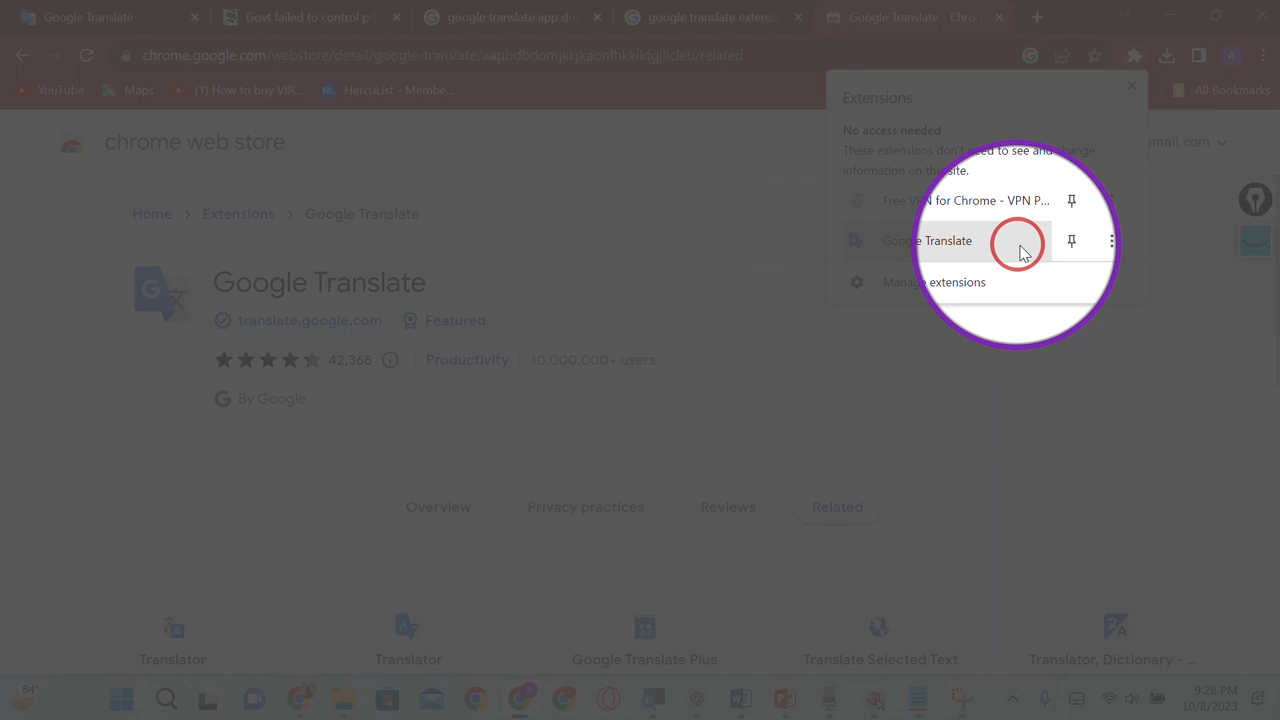 Google Translate
Govt failed to control pri
google translate app do
google translate extens
Google Translate - Chro
chrome.google.com/webstore/detail/google-translate/aapbdbdomjkkjkaonfhkkikfgjllcleb/related
A
YouTube
Maps
(1) How to buy VIR...
HercuList - Membe...
All Bookmarks
Extensions
No access needed
These extensions don't need to see and change
information on this site.
Free VPN for Chrome - VPN P...
Google Translate
Manage extensions
chrome web store
gmail.com
Home
Extensions
Google Translate
Google Translate
translate.google.com
Featured
42,368
Productivity
10,000,000+ users
By Google
Overview
Privacy practices
Reviews
Related
Translator
Translator
Google Translate Plus
Translate Selected Text
Translator, Dictionary - ...
84°
9:28 PM
10/8/2023